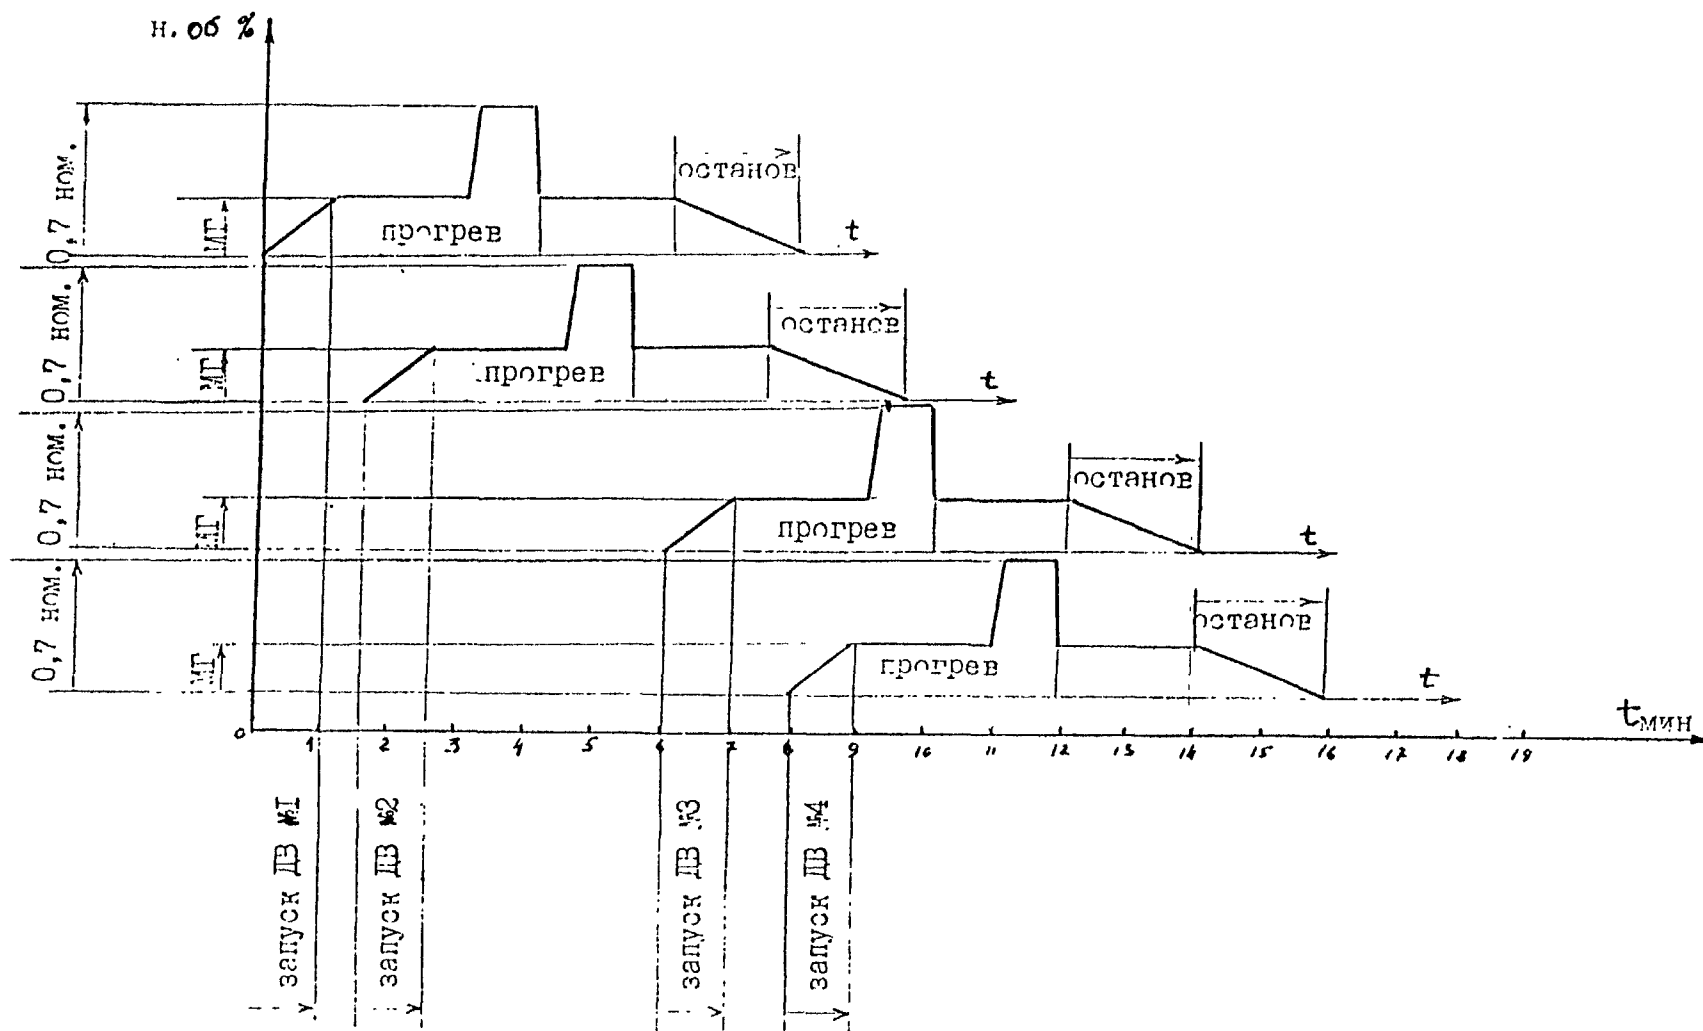 н. об %
0,7 ном.
МГ
прогрев
останов
t
0,7 ном.
МГ
прогрев
останов
t
0,7 ном.
МГ
прогрев
останов
t
0,7 ном.
МГ
прогрев
останов
t
t мин
0 1 2 3 4 5 6 7 8 9 10 11 12 13 14 15 16 17 18 19
запуск ДВ №I
запуск ДВ №2
запуск ДВ №3
запуск ДВ №4